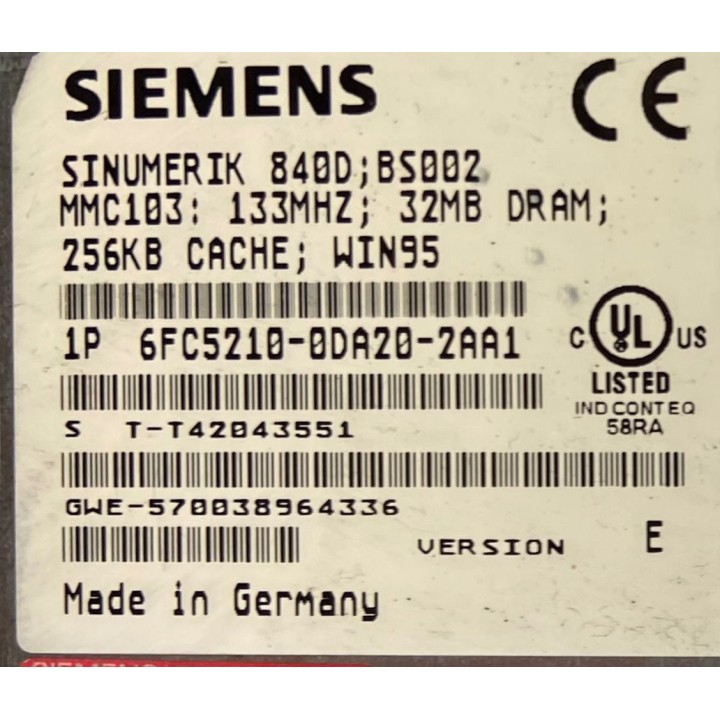 SIEMENS
CE
SINUMERIK 840D;BS002
MMC103: 133MHZ; 32MB DRAM;
256KB CACHE; WIN95
1P 6FC5210-0DA20-2AA1
C UL US
LISTED
IND CONT EQ
58RA
S T-T42043551
GWE-570038964336
VERSION E
Made in Germany
SIEMENS